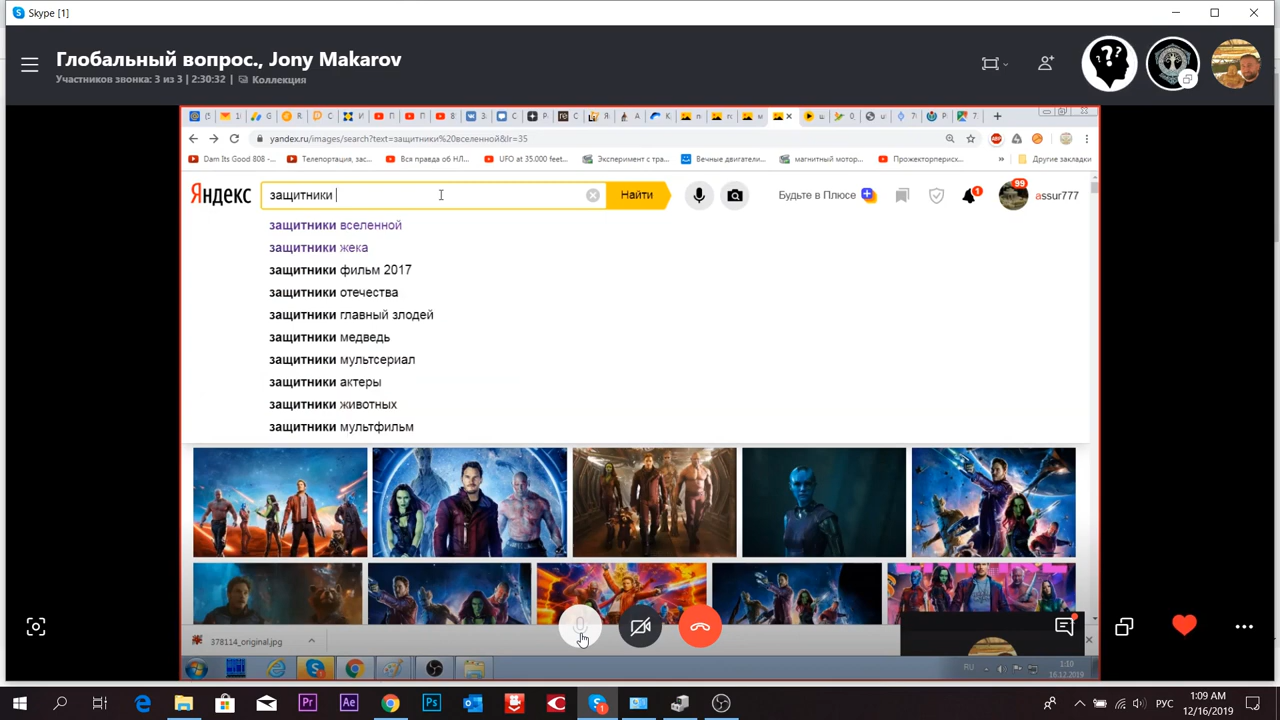 Skype [1]
Глобальный вопрос., Jony Makarov
Участников звонка: 3 из 3 | 2:30:32 | Коллекция
yandex.ru/images/search?text=защитники%20вселенной&lr=35
Dam Its Good 808 -...
Телепортация, зас...
Вся правда об НЛ...
UFO at 35.000 feet...
Эксперимент с тра...
Вечные двигатели...
магнитный мотор...
Прожекторперисх...
»
Другие закладки
Яндекс
защитники
Найти
Будьте в Плюсе
1
99
assur777
защитники вселенной
защитники жека
защитники фильм 2017
защитники отечества
защитники главный злодей
защитники медведь
защитники мультсериал
защитники актеры
защитники животных
защитники мультфильм
378114_original.jpg
RU
1:10
16.12.2019
Pr
Ae
Ps
РУС
1:09 AM
12/16/2019